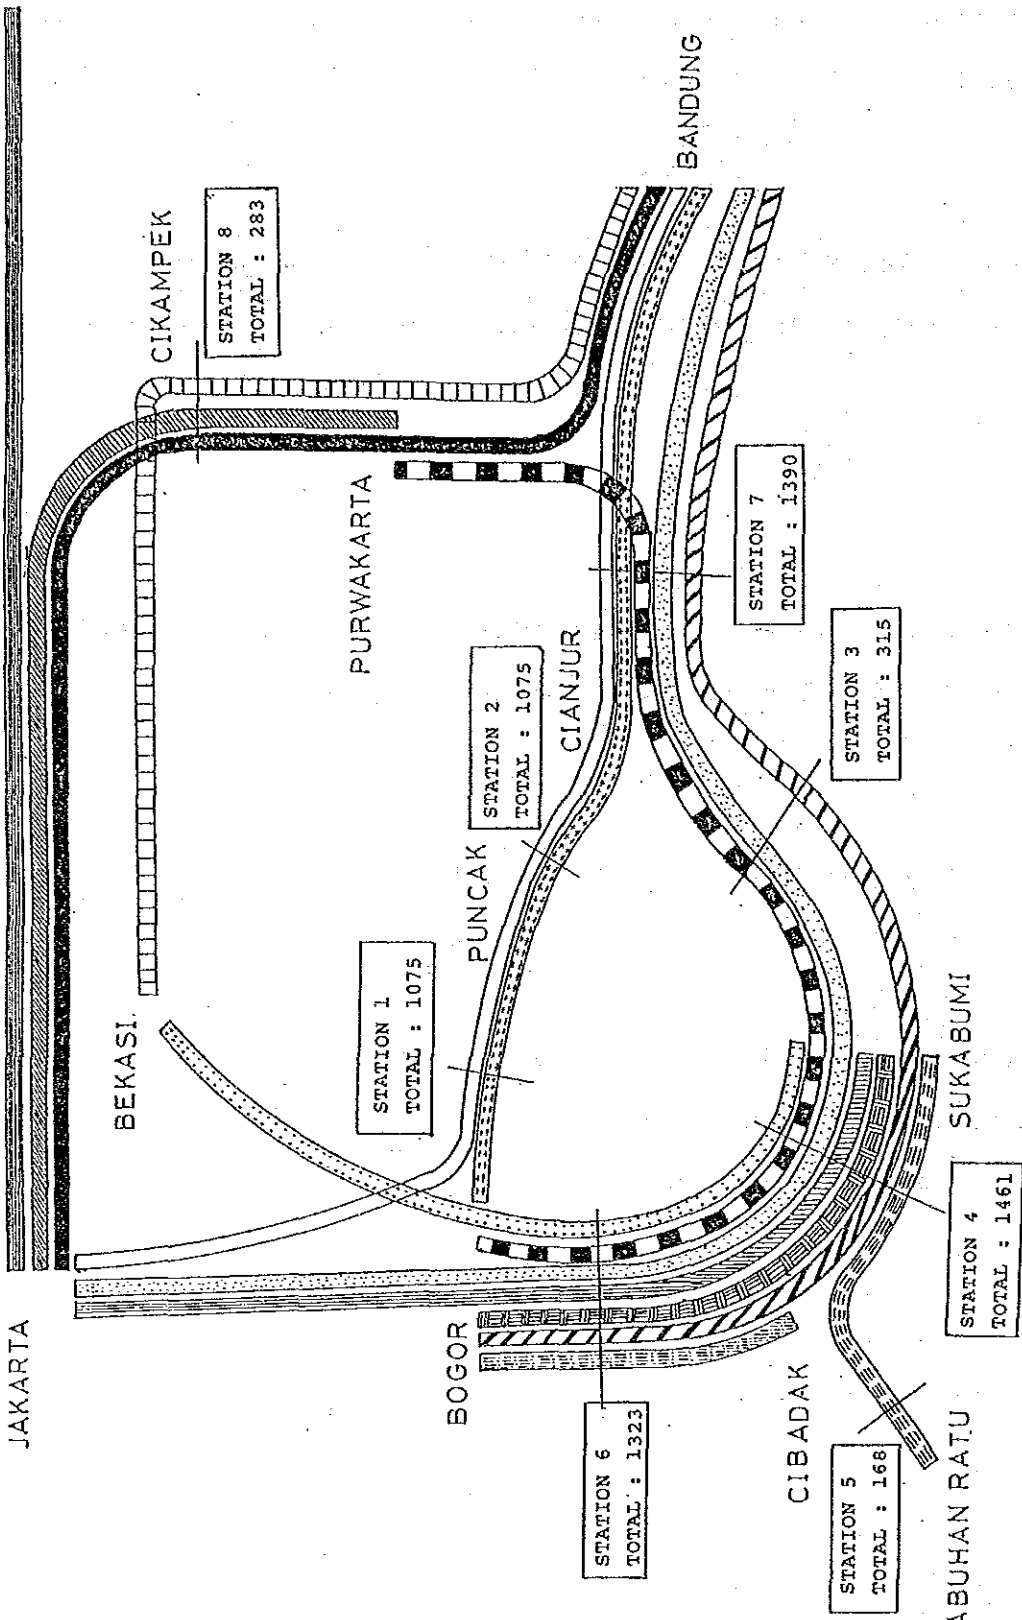 JAKARTA
BEKASI
CIKAMPEK
STATION 8
TOTAL : 283
PURWAKARTA
BANDUNG
STATION 1
TOTAL : 1075
PUNCAK
STATION 2
TOTAL : 1075
CIANJUR
STATION 7
TOTAL : 1390
STATION 3
TOTAL : 315
BOGOR
STATION 6
TOTAL : 1323
CIBADAK
SUKABUMI
STATION 4
TOTAL : 1461
STATION 5
TOTAL : 168
ABUHAN RATU